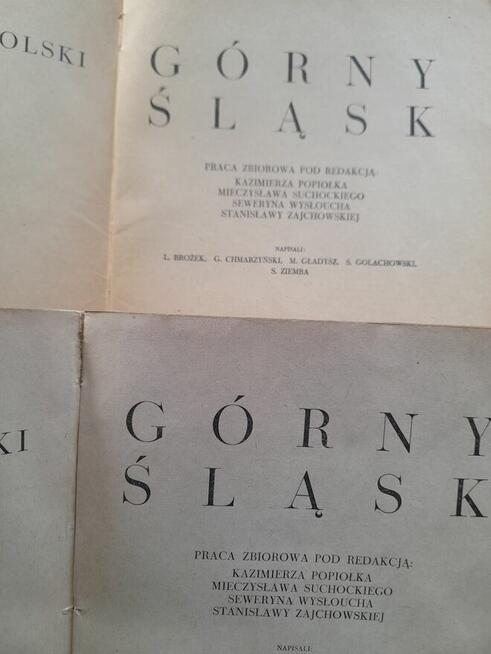 OLSKI
GÓRNY
ŚLĄSK
PRACA ZBIOROWA POD REDAKCJĄ:
KAZIMIERZA POPIOŁKA
MIECZYSŁAWA SUCHOCKIEGO
SEWERYNA WYSŁOUCHA
STANISŁAWY ZAJCHOWSKIEJ
NAPISALI:
L. BROŻEK, G. CHMARZYŃSKI, M. GŁADYSZ, S. GOLACHOWSKI,
S. ZIEMBA
KI
GÓRNY
ŚLĄSK
PRACA ZBIOROWA POD REDAKCJĄ:
KAZIMIERZA POPIOŁKA
MIECZYSŁAWA SUCHOCKIEGO
SEWERYNA WYSŁOUCHA
STANISŁAWY ZAJCHOWSKIEJ
NAPISALI: